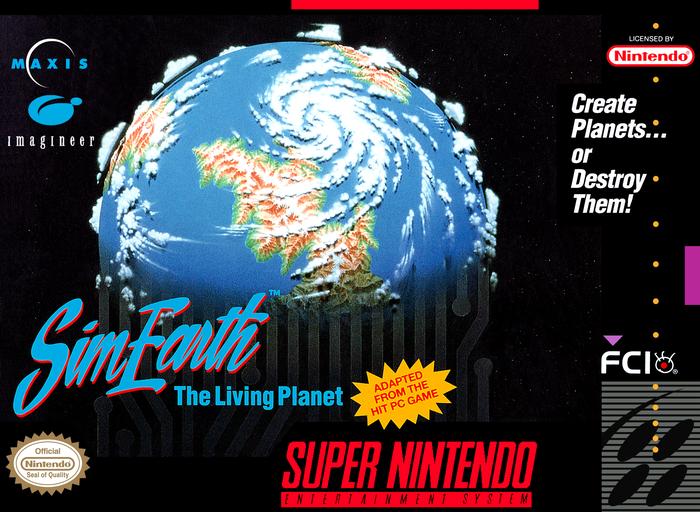 MAXIS
imagineer
LICENSED BY
Nintendo®
Create
Planets...
or
Destroy
Them!
SimEarth™
The Living Planet
ADAPTED
FROM THE
HIT PC GAME
FCI®
Official
Nintendo
Seal of Quality
SUPER NINTENDO
ENTERTAINMENT SYSTEM